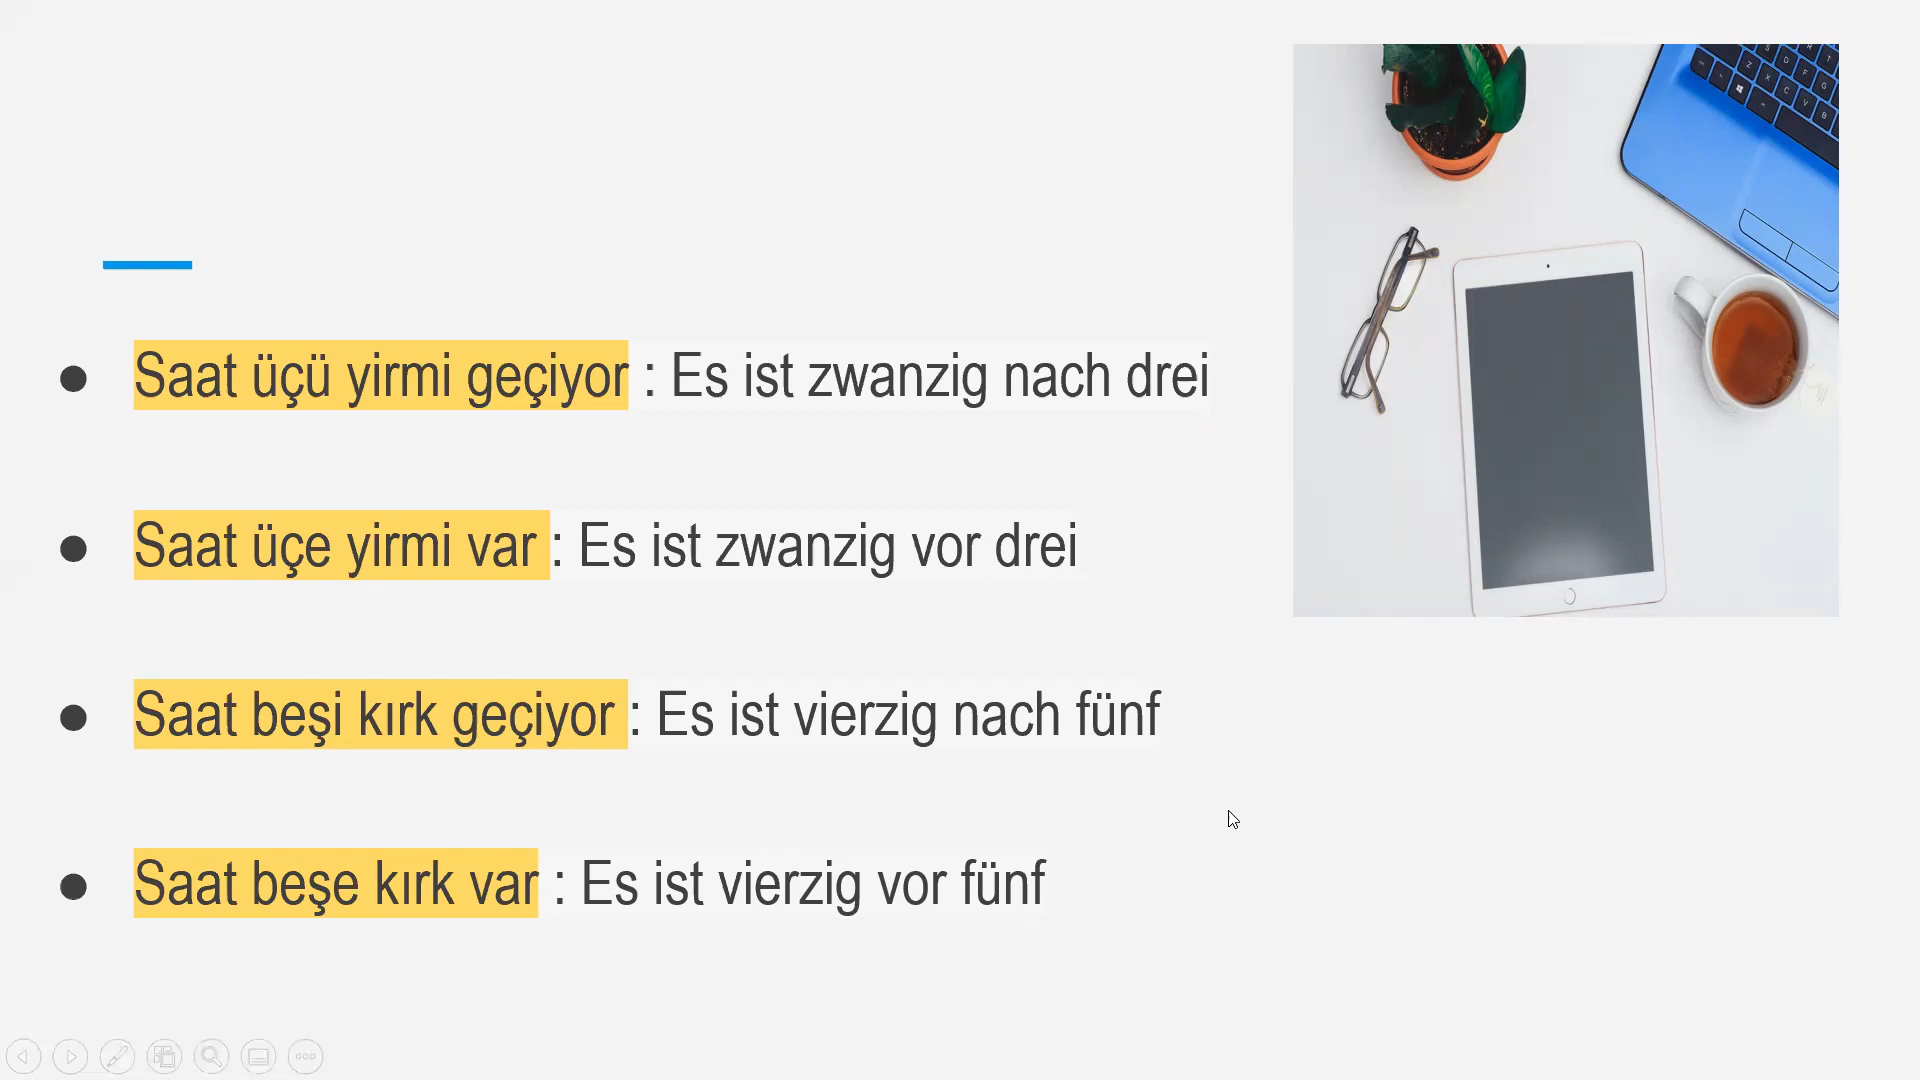 Saat üçü yirmi geçiyor : Es ist zwanzig nach drei
Saat üçe yirmi var : Es ist zwanzig vor drei
Saat beşi kırk geçiyor : Es ist vierzig nach fünf
Saat beşe kırk var : Es ist vierzig vor fünf